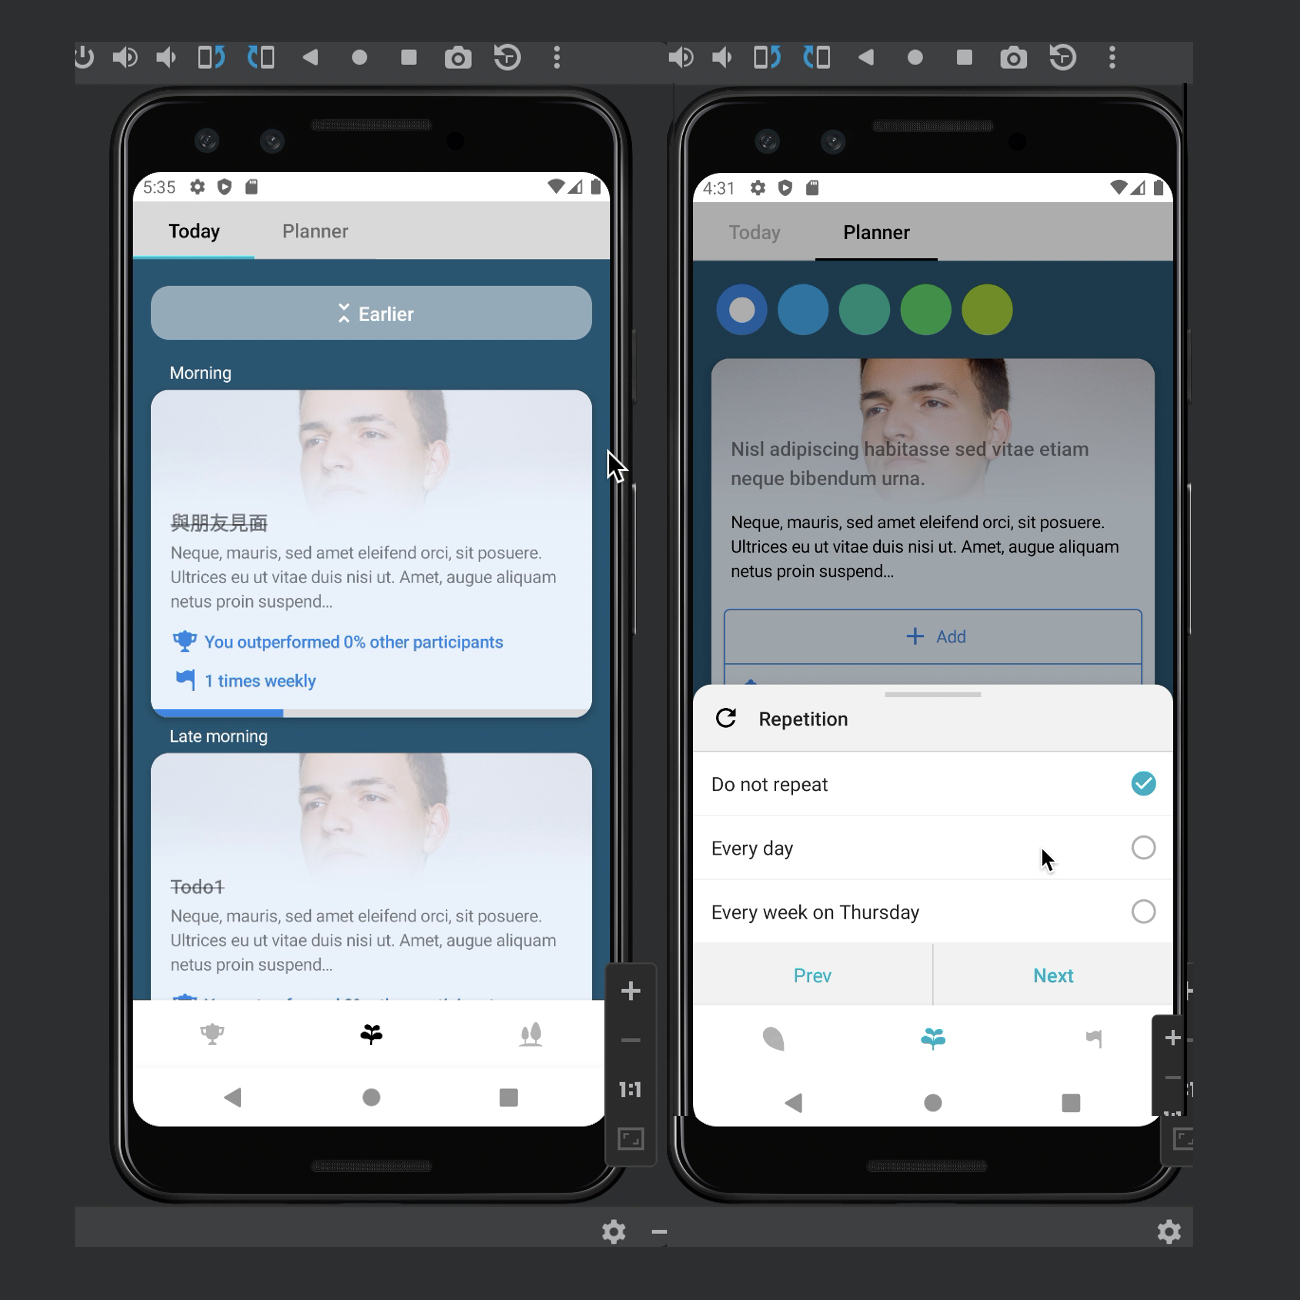 5:35
Today
Planner
Earlier
Morning
與朋友見面
Neque, mauris, sed amet eleifend orci, sit posuere.
Ultrices eu ut vitae duis nisi ut. Amet, augue aliquam
netus proin suspend...
You outperformed 0% other participants
1 times weekly
Late morning
Todo1
Neque, mauris, sed amet eleifend orci, sit posuere.
Ultrices eu ut vitae duis nisi ut. Amet, augue aliquam
netus proin suspend...
1:1
4:31
Today
Planner
Nisl adipiscing habitasse sed vitae etiam
neque bibendum urna.
Neque, mauris, sed amet eleifend orci, sit posuere.
Ultrices eu ut vitae duis nisi ut. Amet, augue aliquam
netus proin suspend...
Add
Repetition
Do not repeat
Every day
Every week on Thursday
Prev
Next